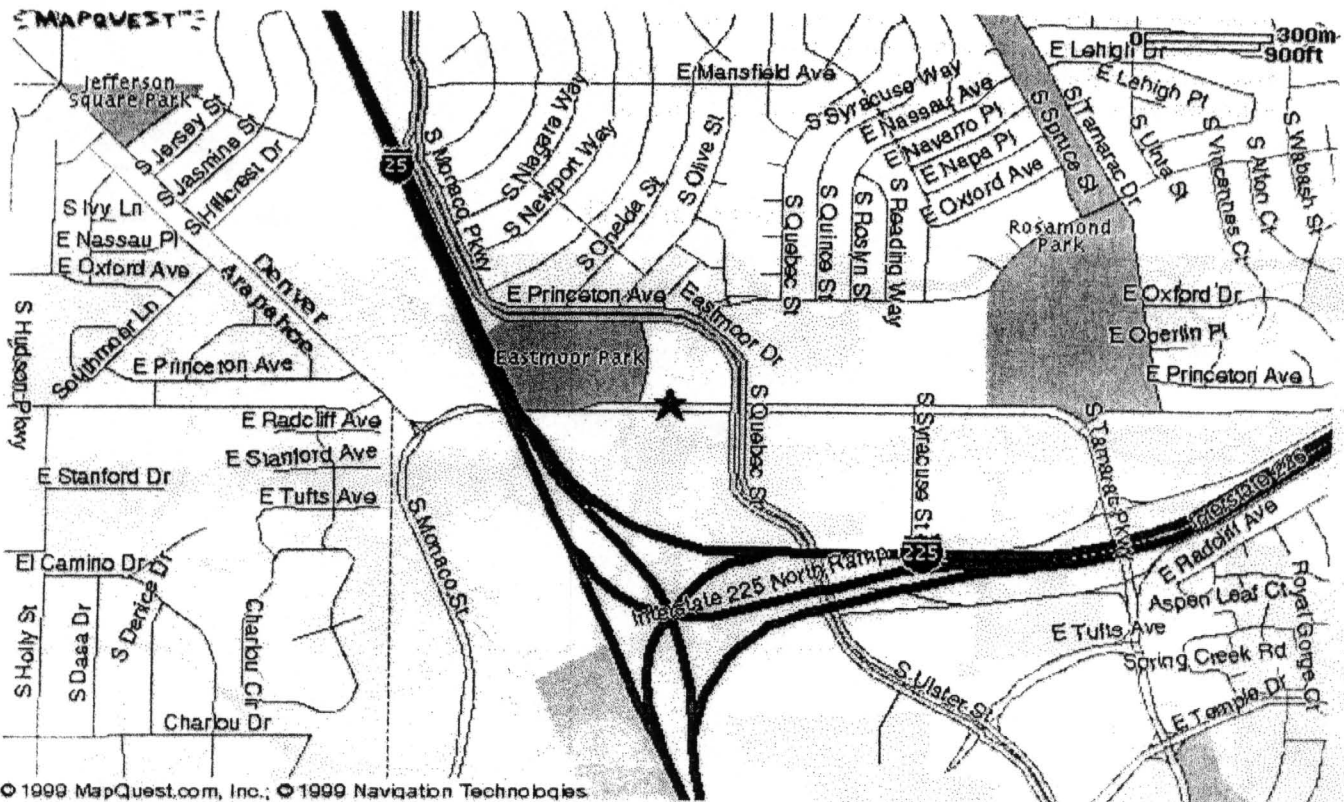 MAPQUEST™
0 300m
900ft
Jefferson
Square Park
E Mansfield Ave
E Lehigh Dr
E Lehigh Pl
S Jersey St
S Jasmine St
S Hillcrest Dr
25
S Monaco Pkwy
S Niagara Way
S Newport Way
S Oneida St
S Olive St
S Syracuse Way
E Nassau Ave
E Navarro Pl
E Napa Pl
E Oxford Ave
S Spruce St
S Tamarac Dr
S Uinta St
S Vincennes Ct
S Alton Ct
S Wabash St
S Ivy Ln
E Nassau Pl
E Oxford Ave
Denver
Arapahoe
S Quebec St
S Quince St
S Roslyn St
S Reading Way
Rosamond
Park
S Hudson Pkwy
Southmoor Ln
E Princeton Ave
E Princeton Ave
Eastmoor Dr
Eastmoor Park
E Oxford Dr
E Oberlin Pl
E Princeton Ave
E Radcliff Ave
E Stanford Ave
E Tufts Ave
E Stanford Dr
S Monaco St
S Quebec St
S Syracuse St
S Tamarac Pkwy
Interstate 225
E Radcliff Ave
El Camino Dr
S Holly St
S Dasa Dr
S Denice Dr
Charlou Cir
Charlou Dr
Interstate 225 North Ramp
225
Aspen Leaf Ct
E Tufts Ave
Spring Creek Rd
Royal Gorge Ct
S Ulster St
E Temple Dr
© 1999 MapQuest.com, Inc.; © 1999 Navigation Technologies